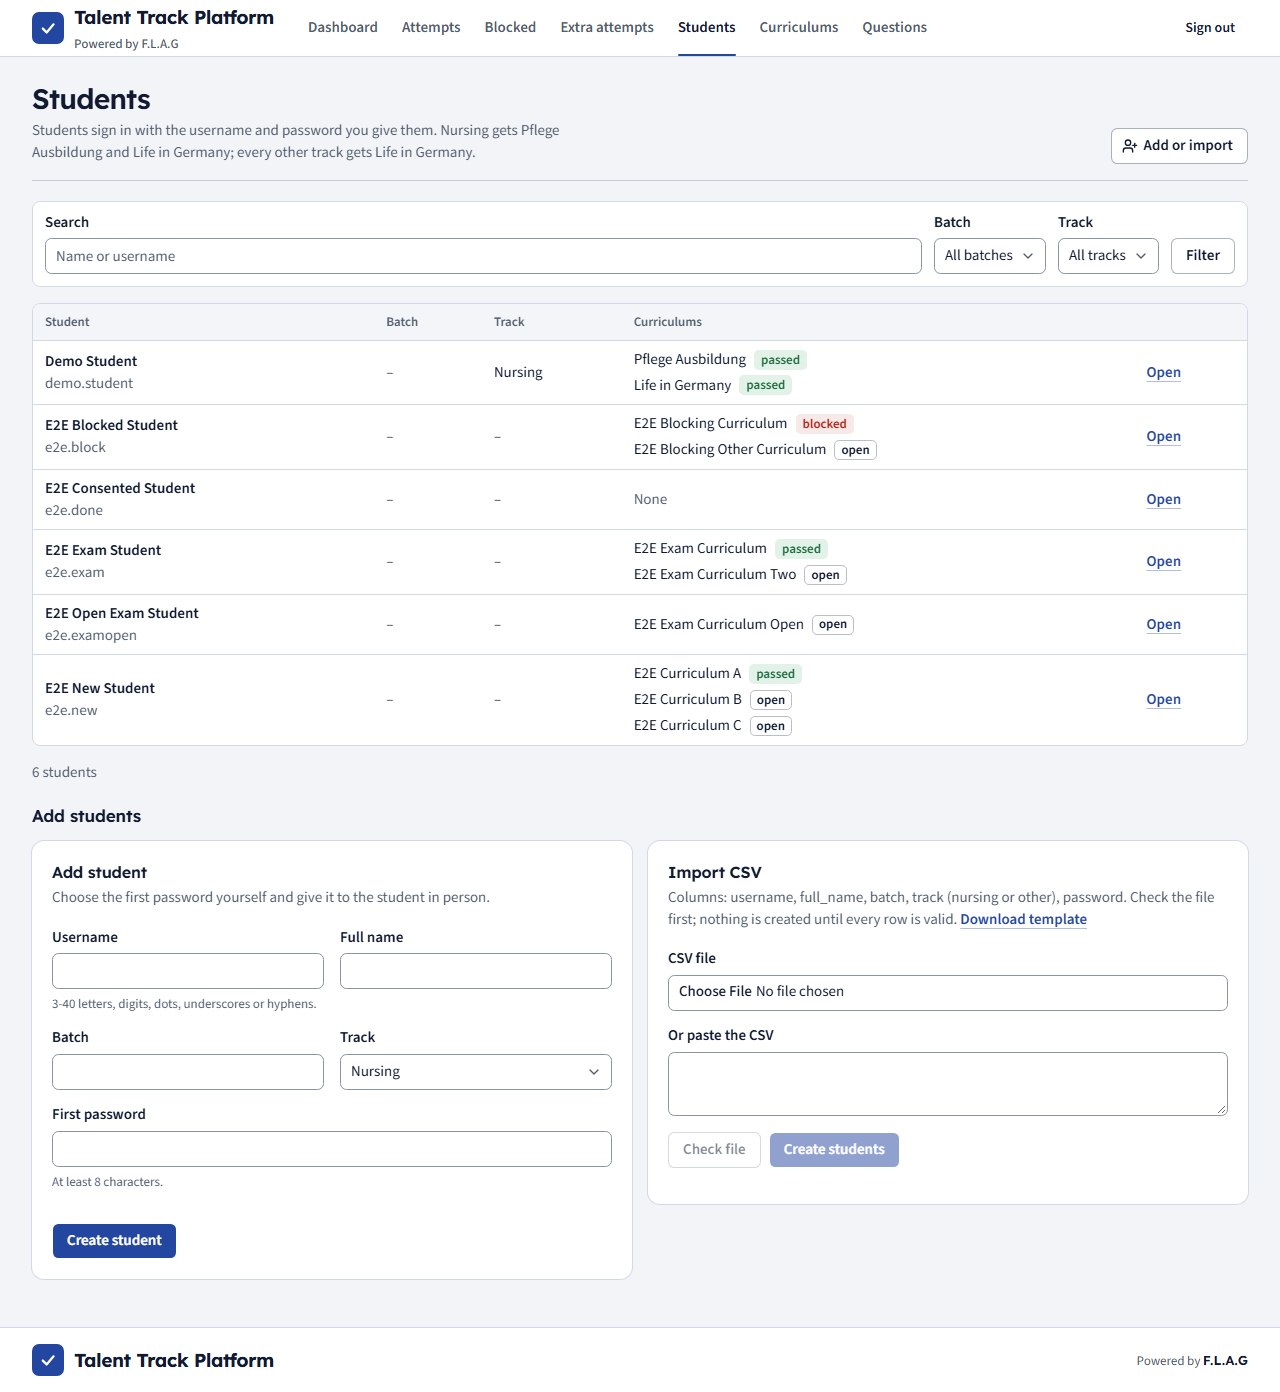 Talent Track Platform
Powered by F.L.A.G
Dashboard Attempts Blocked Extra attempts Students Curriculums Questions
Sign out
Students
Students sign in with the username and password you give them. Nursing gets Pflege
Ausbildung and Life in Germany; every other track gets Life in Germany.
Add or import
Search Batch Track
Name or username All batches All tracks Filter
Student Batch Track Curriculums
Demo Student
demo.student
– Nursing
Pflege Ausbildung passed
Life in Germany passed
Open
E2E Blocked Student
e2e.block
– –
E2E Blocking Curriculum blocked
E2E Blocking Other Curriculum open
Open
E2E Consented Student
e2e.done
– –
None
Open
E2E Exam Student
e2e.exam
– –
E2E Exam Curriculum passed
E2E Exam Curriculum Two open
Open
E2E Open Exam Student
e2e.examopen
– –
E2E Exam Curriculum Open open
Open
E2E New Student
e2e.new
– –
E2E Curriculum A passed
E2E Curriculum B open
E2E Curriculum C open
Open
6 students
Add students
Add student
Choose the first password yourself and give it to the student in person.
Username Full name
3-40 letters, digits, dots, underscores or hyphens.
Batch Track
Nursing
First password
At least 8 characters.
Create student
Import CSV
Columns: username, full_name, batch, track (nursing or other), password. Check the file
first; nothing is created until every row is valid. Download template
CSV file
Choose File No file chosen
Or paste the CSV
Check file Create students
Talent Track Platform
Powered by F.L.A.G